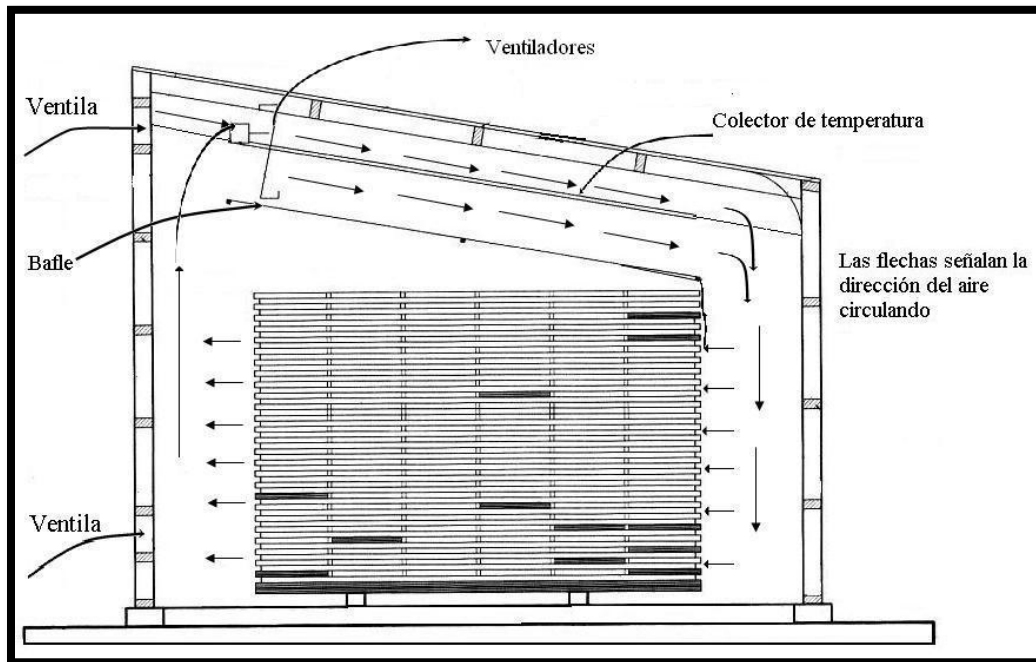 Ventiladores
Ventila
Colector de temperatura
Bafle
Las flechas señalan la
dirección del aire
circulando
Ventila